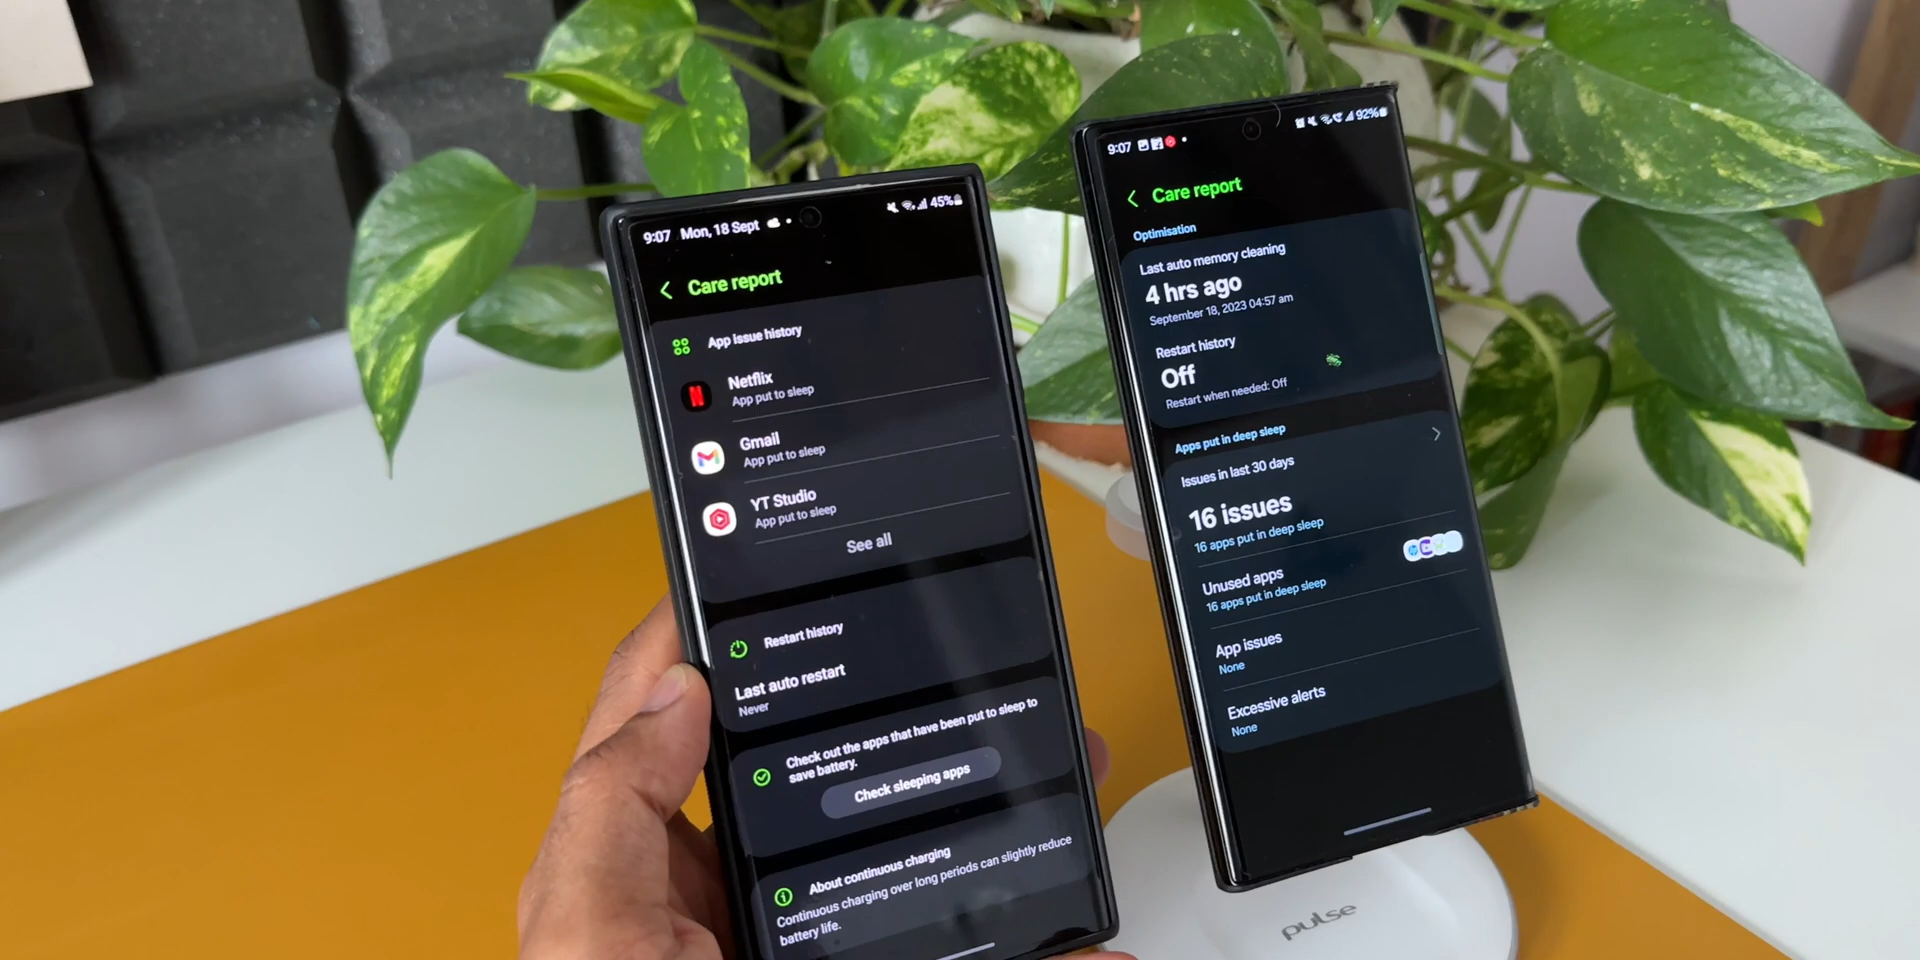 9:07 Mon, 18 Sept
45%
Care report
App issue history
Netflix
App put to sleep
Gmail
App put to sleep
YT Studio
App put to sleep
See all
Restart history
Last auto restart
Never
Check out the apps that have been put to sleep to
save battery.
Check sleeping apps
About continuous charging
Continuous charging over long periods can slightly reduce
battery life.
9:07
92%
Care report
Optimisation
Last auto memory cleaning
4 hrs ago
September 18, 2023 04:57 am
Restart history
Off
Restart when needed: Off
Apps put in deep sleep
Issues in last 30 days
16 issues
16 apps put in deep sleep
Unused apps
16 apps put in deep sleep
App issues
None
Excessive alerts
None
pulse